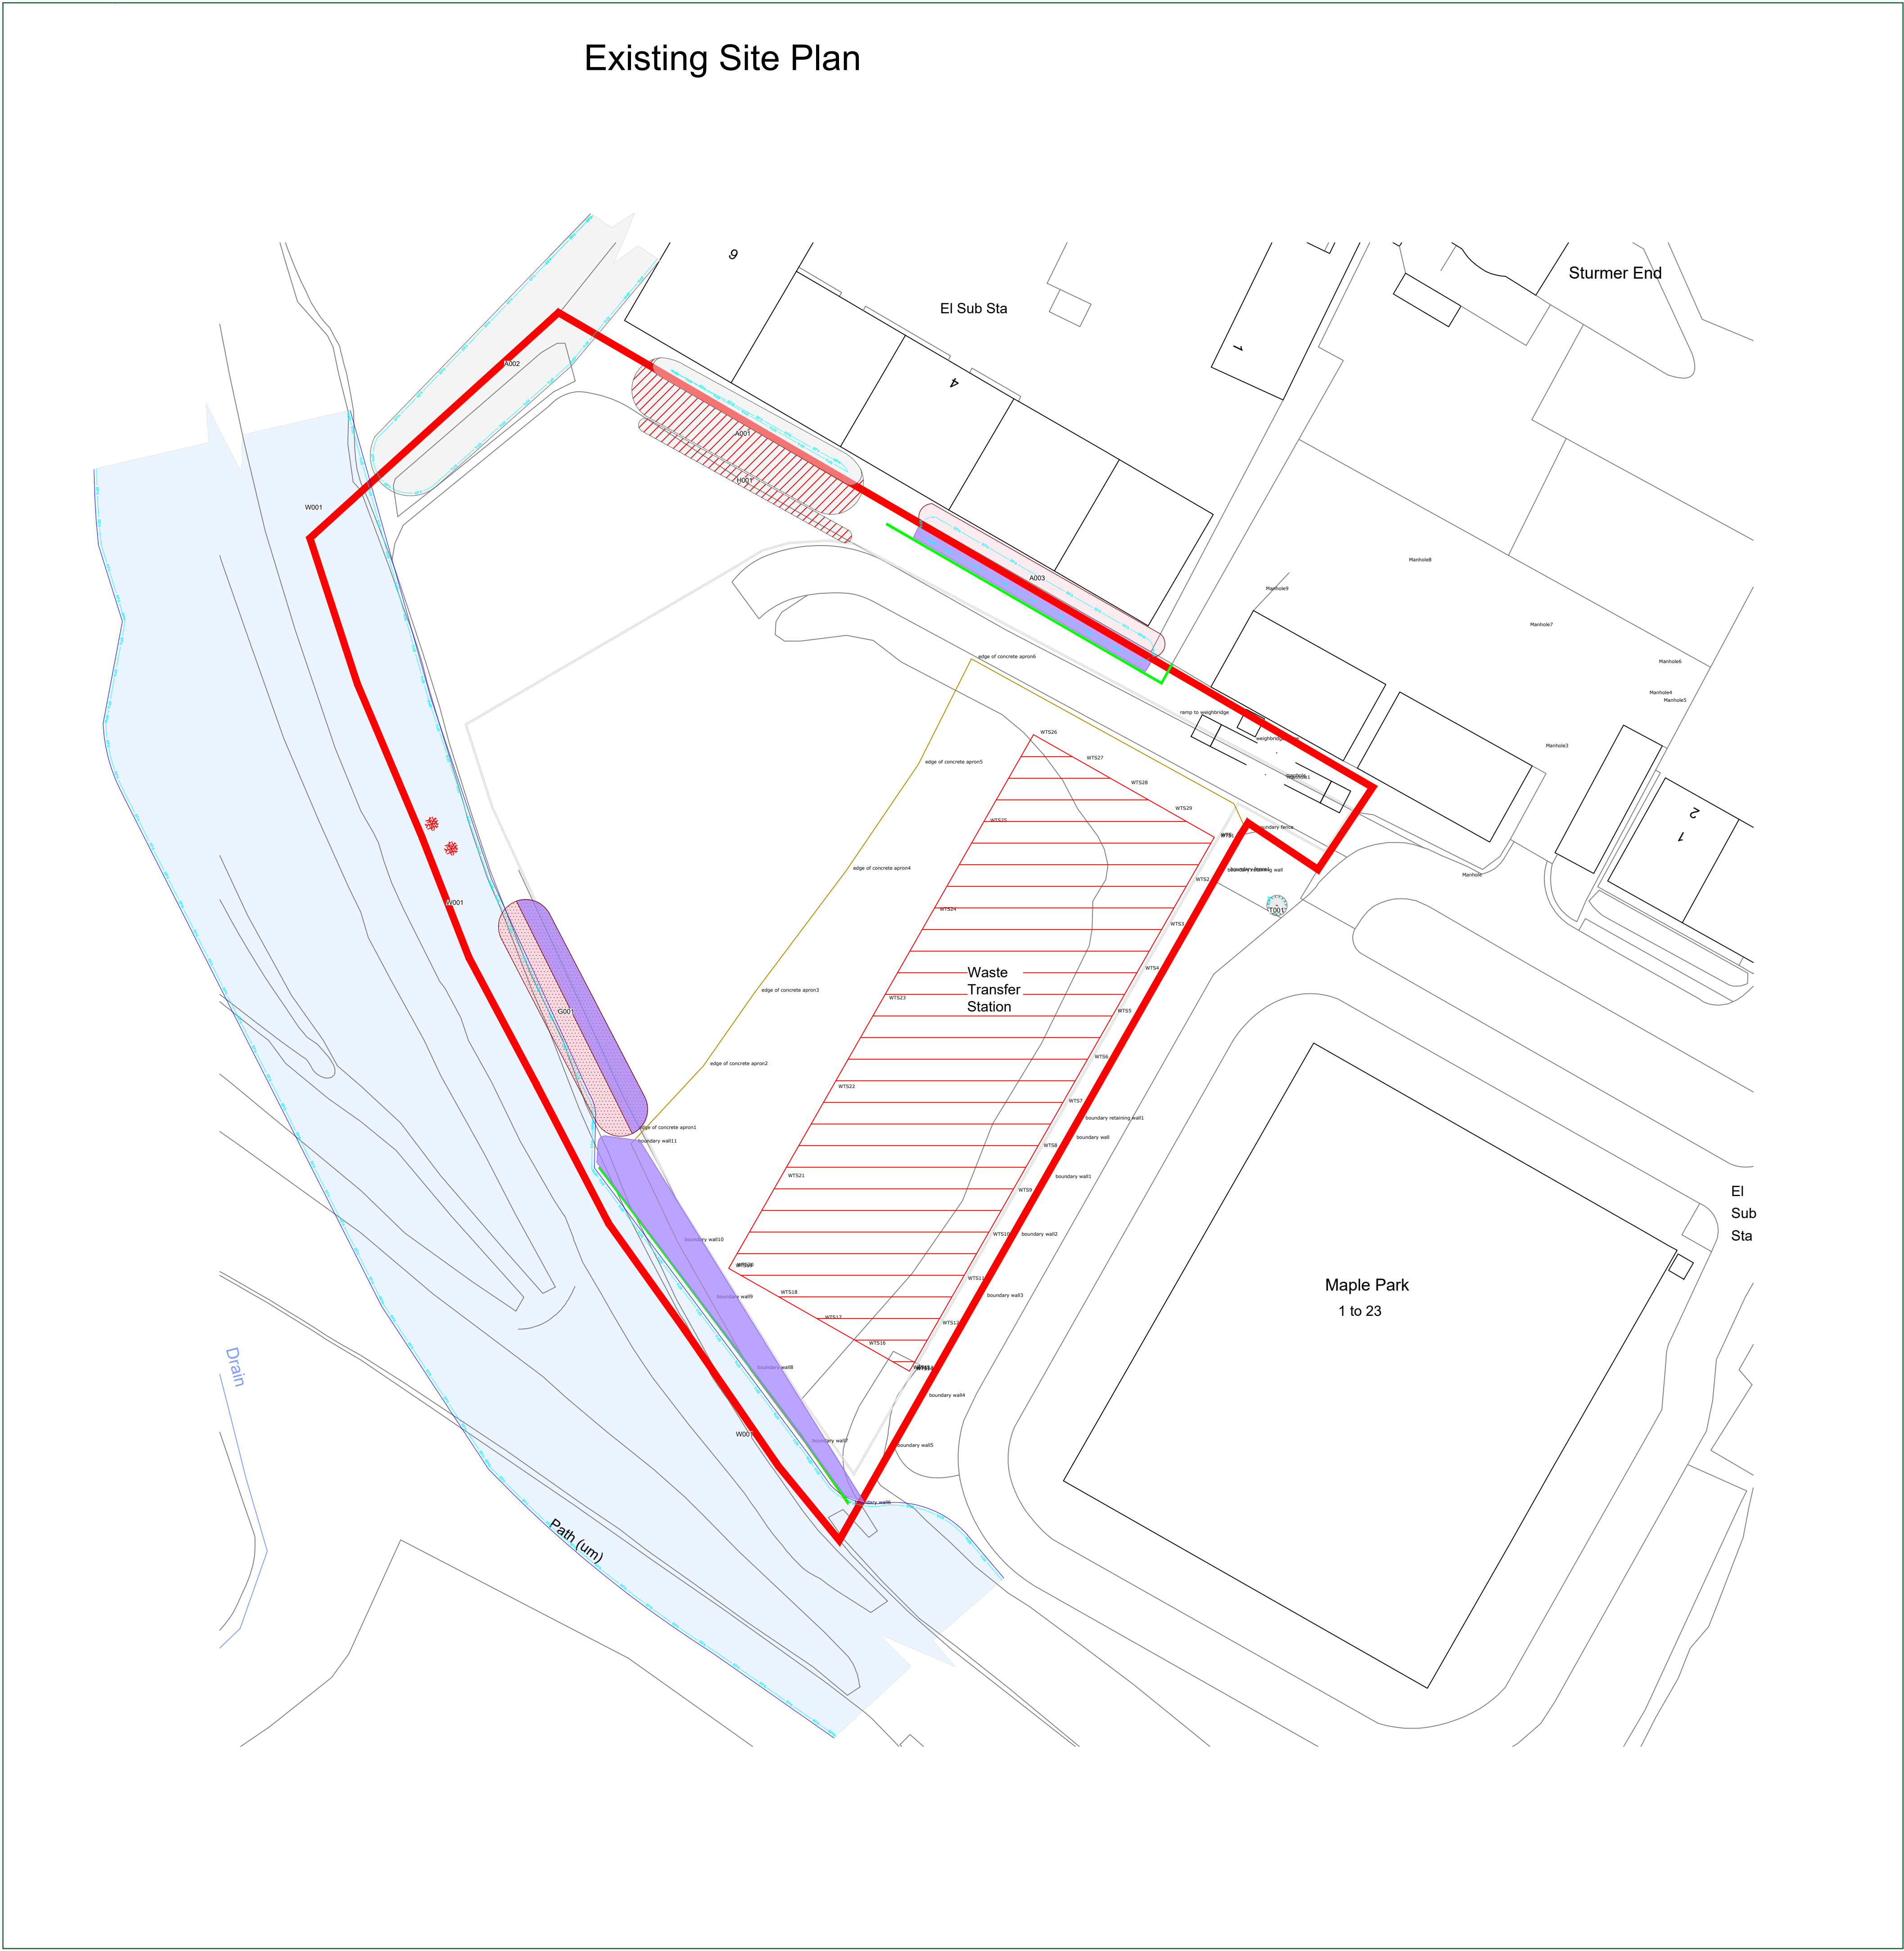 Existing Site Plan
6
El Sub Sta
Sturmer End
1
4
A002
A001
H001
W001
A003
Manhole8
Manhole9
Manhole7
Manhole6
Manhole4
Manhole5
Manhole3
edge of concrete apron6
ramp to weighbridge
weighbridge
WTS26
WTS27
edge of concrete apron5
WTS28
WTS29
WTS25
boundary fence
2
1
edge of concrete apron4
boundary retaining wall
Manhole
WTS2
W001
WTS24
T001
WTS3
WTS4
Waste
Transfer
Station
edge of concrete apron3
WTS23
G001
WTS5
edge of concrete apron2
WTS6
WTS22
WTS7
boundary retaining wall1
edge of concrete apron1
boundary wall
boundary wall11
WTS8
WTS21
boundary wall1
WTS9
El
Sub
Sta
boundary wall2
WTS10
boundary wall10
WTS11
Maple Park
1 to 23
WTS18
boundary wall9
boundary wall3
WTS17
WTS12
WTS16
Drain
boundary wall8
boundary wall4
W001
boundary wall7
boundary wall5
boundary wall6
Path (um)